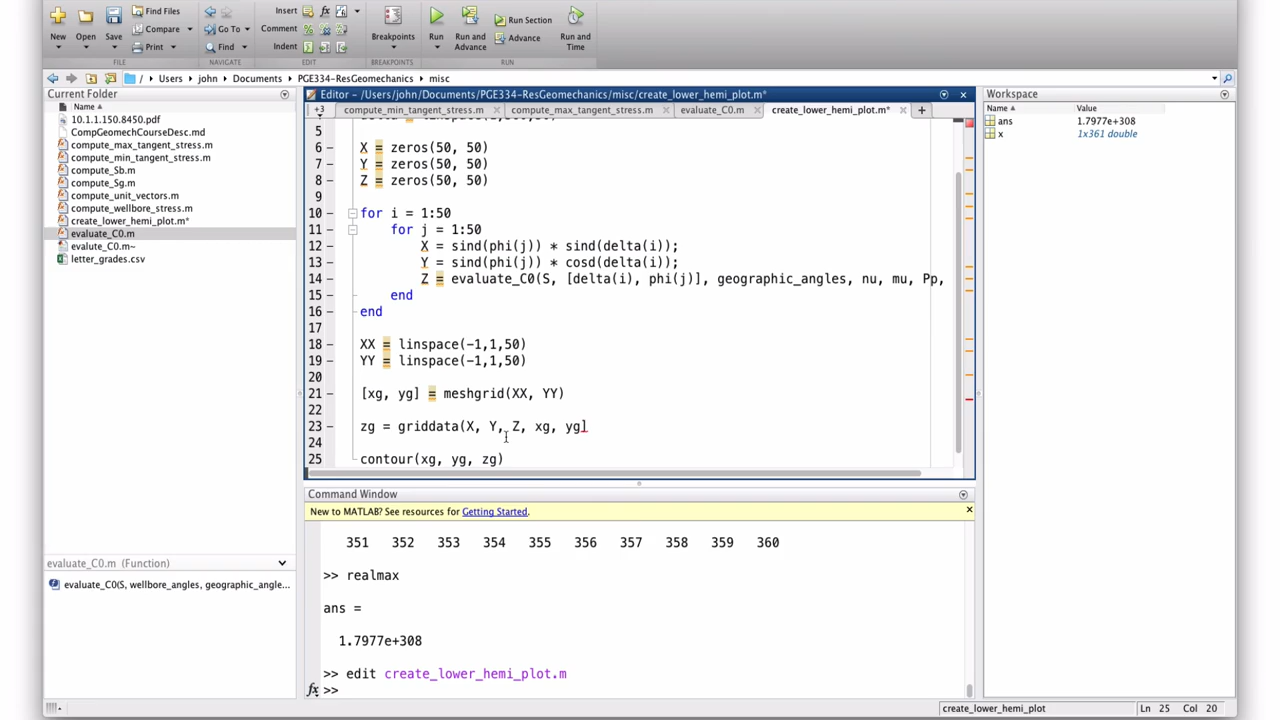 Insert
Find Files
Compare
Go To
Comment
Run Section
New
Open
Save
Print
Find
Indent
Breakpoints
Run
Run and
Advance
Advance
Run and
Time
FILE
NAVIGATE
EDIT
BREAKPOINTS
RUN
/ Users john Documents PGE334-ResGeomechanics misc
Current Folder
Editor - /Users/john/Documents/PGE334-ResGeomechanics/misc/create_lower_hemi_plot.m*
Workspace
Name
+3 compute_min_tangent_stress.m compute_max_tangent_stress.m evaluate_C0.m create_lower_hemi_plot.m*
Name Value
10.1.1.150.8450.pdf
CompGeomechCourseDesc.md
compute_max_tangent_stress.m
compute_min_tangent_stress.m
compute_Sb.m
compute_Sg.m
compute_unit_vectors.m
compute_wellbore_stress.m
create_lower_hemi_plot.m*
evaluate_C0.m
evalute_C0.m~
letter_grades.csv
ans 1.7977e+308
x 1x361 double
5
6 X = zeros(50, 50)
7 Y = zeros(50, 50)
8 Z = zeros(50, 50)
9
10 for i = 1:50
11 for j = 1:50
12 X = sind(phi(j)) * sind(delta(i));
13 Y = sind(phi(j)) * cosd(delta(i));
14 Z = evaluate_C0(S, [delta(i), phi(j)], geographic_angles, nu, mu, Pp,
15 end
16 end
17
18 XX = linspace(-1,1,50)
19 YY = linspace(-1,1,50)
20
21 [xg, yg] = meshgrid(XX, YY)
22
23 zg = griddata(X, Y, Z, xg, yg]
24
25 contour(xg, yg, zg)
Command Window
New to MATLAB? See resources for Getting Started.
351 352 353 354 355 356 357 358 359 360
>> realmax
ans =
1.7977e+308
>> edit create_lower_hemi_plot.m
fx >>
evaluate_C0.m (Function)
evaluate_C0(S, wellbore_angles, geographic_angle...
create_lower_hemi_plot Ln 25 Col 20